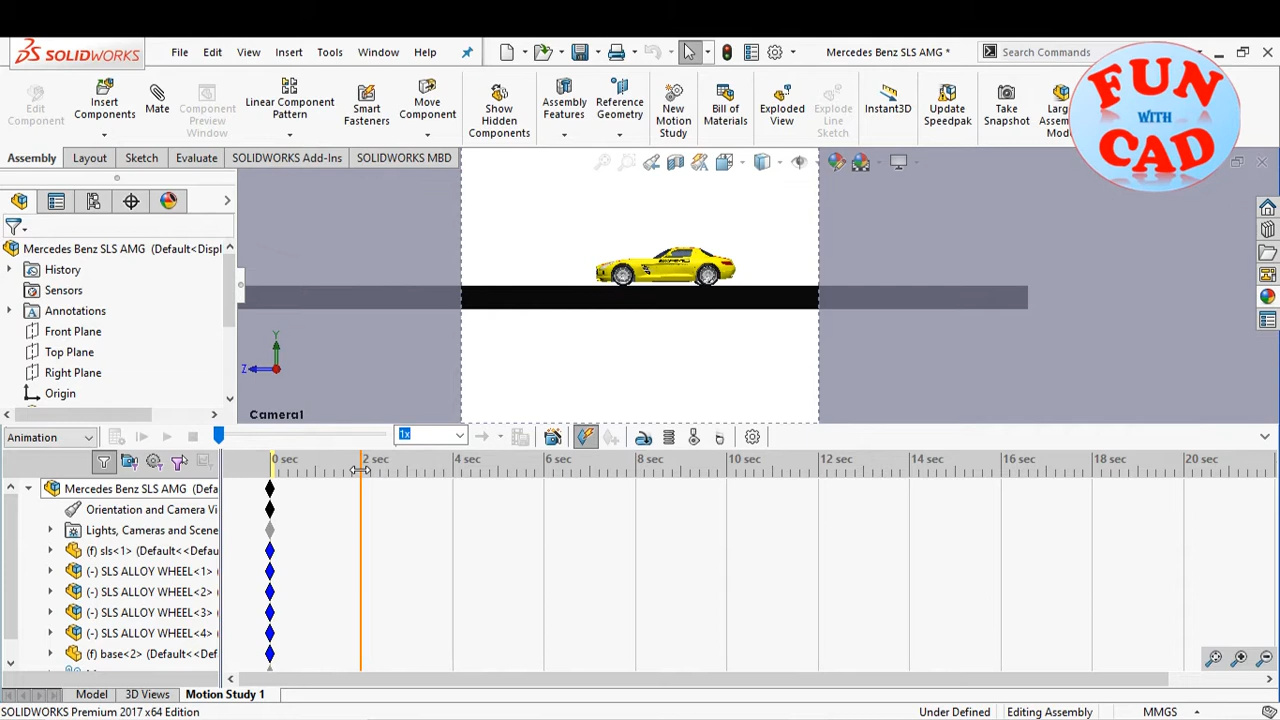 SOLIDWORKS File Edit View Insert Tools Window Help Mercedes Benz SLS AMG * Search Commands
Edit Component
Insert Components
Mate
Component Preview Window
Linear Component Pattern
Smart Fasteners
Move Component
Show Hidden Components
Assembly Features
Reference Geometry
New Motion Study
Bill of Materials
Exploded View
Explode Line Sketch
Instant3D
Update Speedpak
Take Snapshot
FUN
WITH
CAD
Assembly Layout Sketch Evaluate SOLIDWORKS Add-Ins SOLIDWORKS MBD
Mercedes Benz SLS AMG (Default<Displ
History
Sensors
Annotations
Front Plane
Top Plane
Right Plane
Origin
Y
Z
Camera1
Animation 1x
0 sec 2 sec 4 sec 6 sec 8 sec 10 sec 12 sec 14 sec 16 sec 18 sec 20 sec
Mercedes Benz SLS AMG (Defa
Orientation and Camera Vi
Lights, Cameras and Scene
(f) sls<1> (Default<<Defau
(-) SLS ALLOY WHEEL<1> (
(-) SLS ALLOY WHEEL<2> (
(-) SLS ALLOY WHEEL<3> (
(-) SLS ALLOY WHEEL<4> (
(f) base<2> (Default<<Def
Model 3D Views Motion Study 1
SOLIDWORKS Premium 2017 x64 Edition Under Defined Editing Assembly MMGS